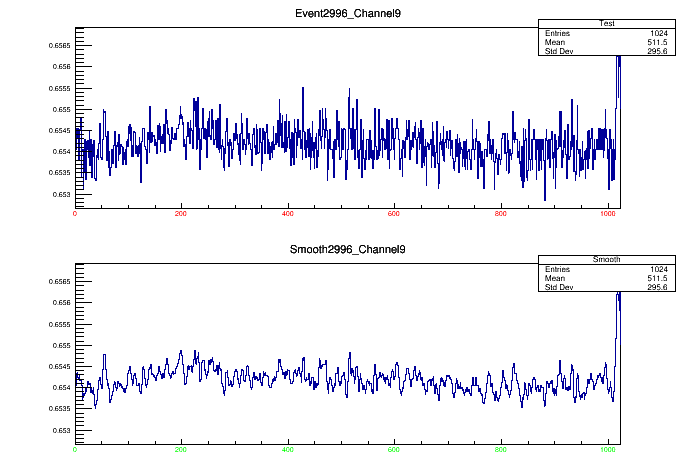 Event2996_Channel9
Test
Entries 1024
Mean 511.5
Std Dev 295.6
0.6565
0.656
0.6555
0.655
0.6545
0.654
0.6535
0.653
0 200 400 600 800 1000
Smooth2996_Channel9
Smooth
Entries 1024
Mean 511.5
Std Dev 295.6
0.6565
0.656
0.6555
0.655
0.6545
0.654
0.6535
0.653
0 200 400 600 800 1000